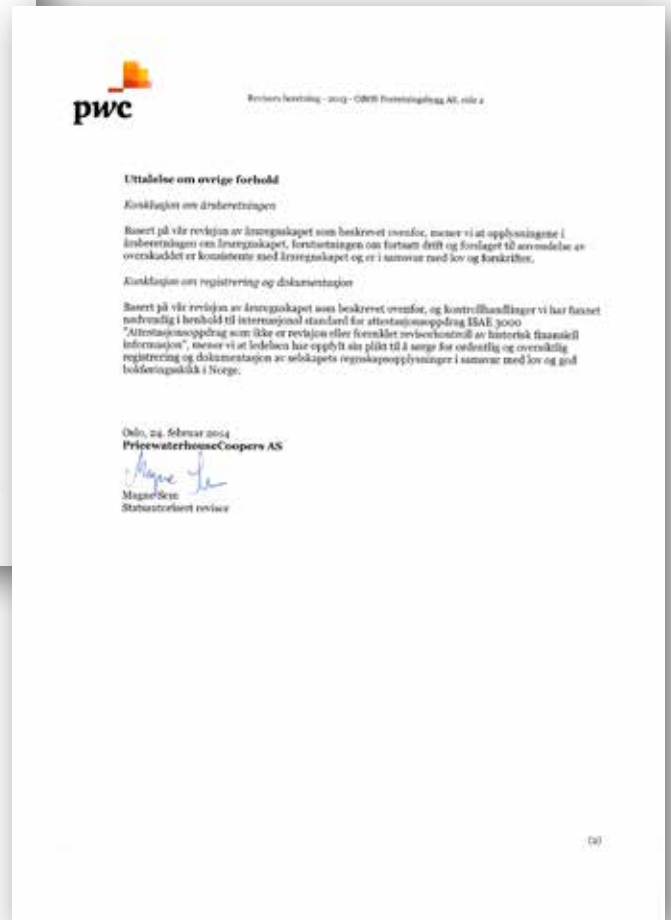 pwc
Revisors beretning - 2013 - OBOS Forretningsbygg AS, side 2
Uttalelse om øvrige forhold
Konklusjon om årsberetningen
Basert på vår revisjon av årsregnskapet som beskrevet ovenfor, mener vi at opplysningene i
årsberetningen om årsregnskapet, forutsetningen om fortsatt drift og forslaget til anvendelse av
overskuddet er konsistente med årsregnskapet og er i samsvar med lov og forskrifter.
Konklusjon om registrering og dokumentasjon
Basert på vår revisjon av årsregnskapet som beskrevet ovenfor, og kontrollhandlinger vi har funnet
nødvendig i henhold til internasjonal standard for attestasjonsoppdrag ISAE 3000
"Attestasjonsoppdrag som ikke er revisjon eller forenklet revisorkontroll av historisk finansiell
informasjon", mener vi at ledelsen har oppfylt sin plikt til å sørge for ordentlig og oversiktlig
registrering og dokumentasjon av selskapets regnskapsopplysninger i samsvar med lov og god
bokføringsskikk i Norge.
Oslo, 24. februar 2014
PricewaterhouseCoopers AS
Magne Sem
Magne Sem
Statsautorisert revisor
(2)